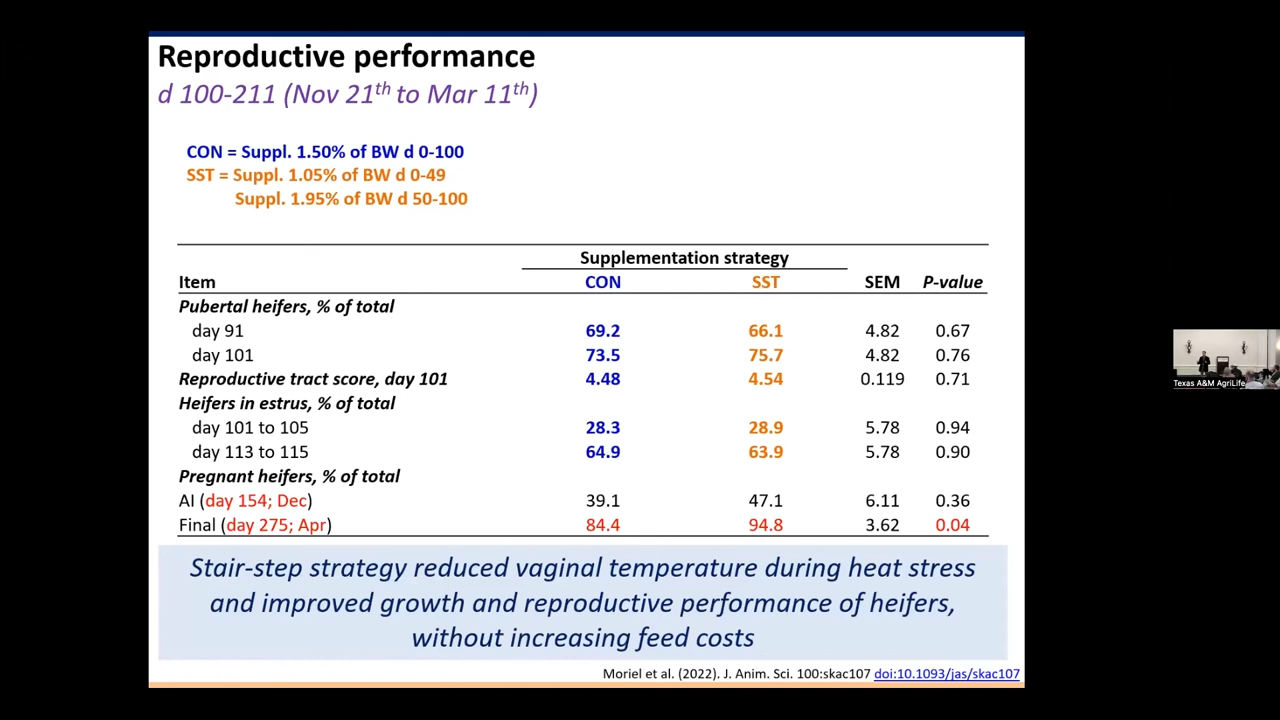 Reproductive performance
d 100-211 (Nov 21th to Mar 11th)
CON = Suppl. 1.50% of BW d 0-100
SST = Suppl. 1.05% of BW d 0-49
Suppl. 1.95% of BW d 50-100
Supplementation strategy
Item CON SST SEM P-value
Pubertal heifers, % of total
day 91 69.2 66.1 4.82 0.67
day 101 73.5 75.7 4.82 0.76
Reproductive tract score, day 101 4.48 4.54 0.119 0.71
Heifers in estrus, % of total
day 101 to 105 28.3 28.9 5.78 0.94
day 113 to 115 64.9 63.9 5.78 0.90
Pregnant heifers, % of total
AI (day 154; Dec) 39.1 47.1 6.11 0.36
Final (day 275; Apr) 84.4 94.8 3.62 0.04
Stair-step strategy reduced vaginal temperature during heat stress
and improved growth and reproductive performance of heifers,
without increasing feed costs
Moriel et al. (2022). J. Anim. Sci. 100:skac107 doi:10.1093/jas/skac107
Texas A&M AgriLife